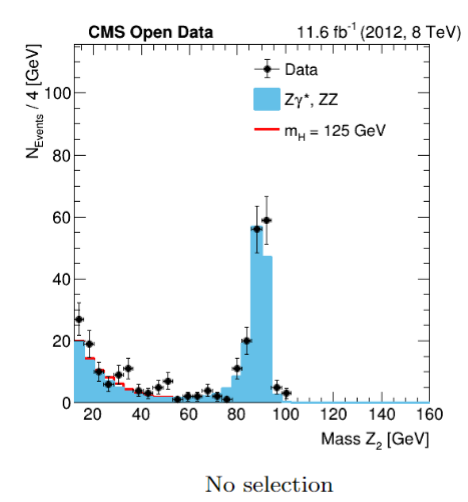 CMS Open Data 11.6 fb⁻¹ (2012, 8 TeV)
N_Events / 4 [GeV]
Data
Zγ*, ZZ
m_H = 125 GeV
100
80
60
40
20
0
20 40 60 80 100 120 140 160
Mass Z₂ [GeV]
No selection